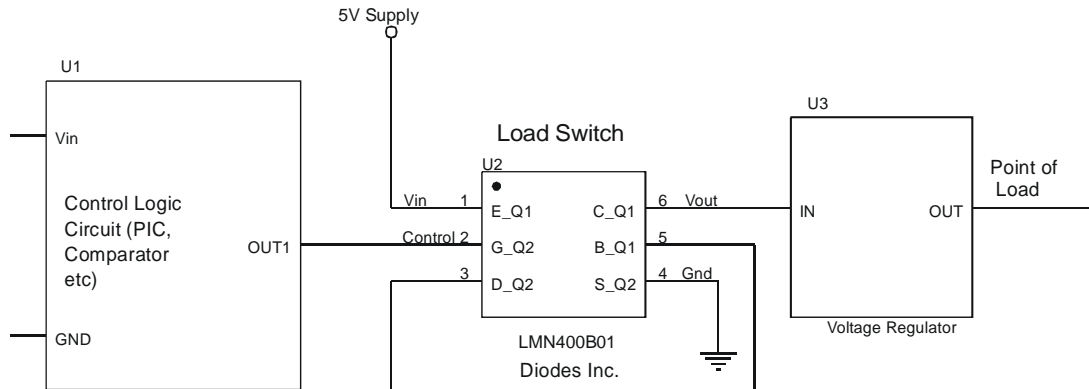 5V Supply
U1
Vin
Control Logic
Circuit (PIC,
Comparator
etc)
OUT1
GND
Load Switch
U2
Vin 1
Control 2
3
E_Q1
G_Q2
D_Q2
C_Q1
B_Q1
S_Q2
6 Vout
5
4 Gnd
LMN400B01
Diodes Inc.
U3
IN
OUT
Voltage Regulator
Point of
Load